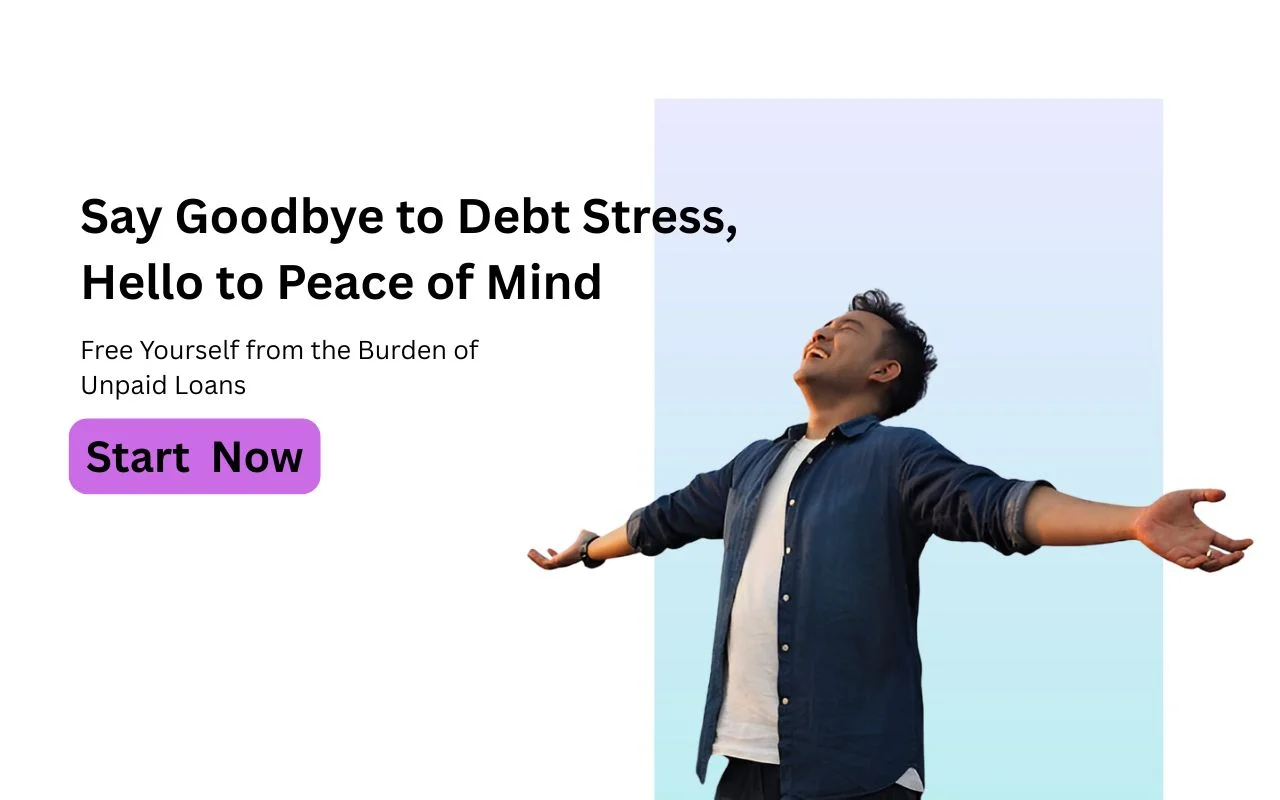 Say Goodbye to Debt Stress,
Hello to Peace of Mind
Free Yourself from the Burden of
Unpaid Loans
Start Now